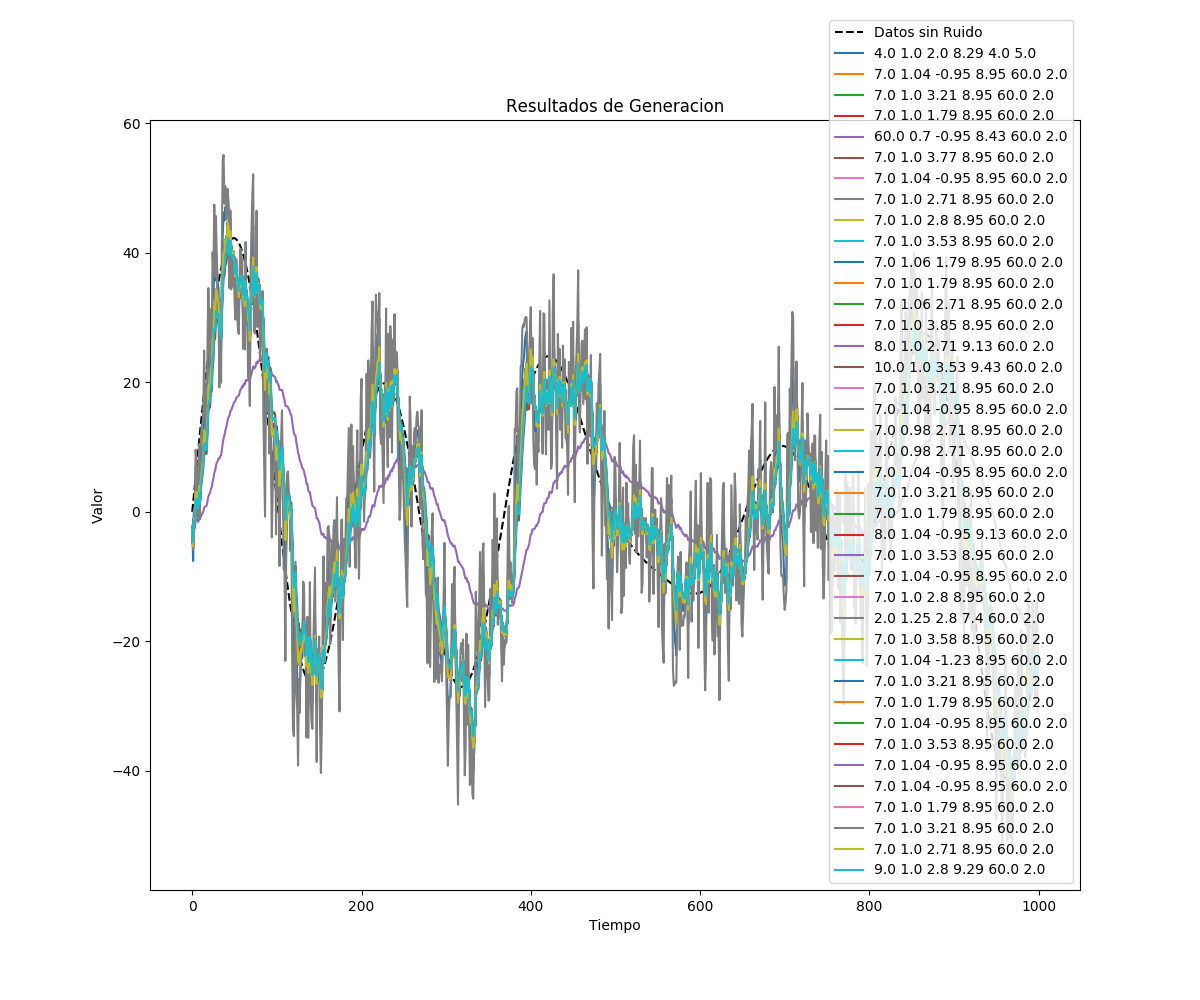 Resultados de Generacion
Valor
60
40
20
0
−20
−40
0
200
400
600
800
1000
Tiempo
Datos sin Ruido
4.0 1.0 2.0 8.29 4.0 5.0
7.0 1.04 -0.95 8.95 60.0 2.0
7.0 1.0 3.21 8.95 60.0 2.0
7.0 1.0 1.79 8.95 60.0 2.0
60.0 0.7 -0.95 8.43 60.0 2.0
7.0 1.0 3.77 8.95 60.0 2.0
7.0 1.04 -0.95 8.95 60.0 2.0
7.0 1.0 2.71 8.95 60.0 2.0
7.0 1.0 2.8 8.95 60.0 2.0
7.0 1.0 3.53 8.95 60.0 2.0
7.0 1.06 1.79 8.95 60.0 2.0
7.0 1.0 1.79 8.95 60.0 2.0
7.0 1.06 2.71 8.95 60.0 2.0
7.0 1.0 3.85 8.95 60.0 2.0
8.0 1.0 2.71 9.13 60.0 2.0
10.0 1.0 3.53 9.43 60.0 2.0
7.0 1.0 3.21 8.95 60.0 2.0
7.0 1.04 -0.95 8.95 60.0 2.0
7.0 0.98 2.71 8.95 60.0 2.0
7.0 0.98 2.71 8.95 60.0 2.0
7.0 1.04 -0.95 8.95 60.0 2.0
7.0 1.0 3.21 8.95 60.0 2.0
7.0 1.0 1.79 8.95 60.0 2.0
8.0 1.04 -0.95 9.13 60.0 2.0
7.0 1.0 3.53 8.95 60.0 2.0
7.0 1.04 -0.95 8.95 60.0 2.0
7.0 1.0 2.8 8.95 60.0 2.0
2.0 1.25 2.8 7.4 60.0 2.0
7.0 1.0 3.58 8.95 60.0 2.0
7.0 1.04 -1.23 8.95 60.0 2.0
7.0 1.0 3.21 8.95 60.0 2.0
7.0 1.0 1.79 8.95 60.0 2.0
7.0 1.04 -0.95 8.95 60.0 2.0
7.0 1.0 3.53 8.95 60.0 2.0
7.0 1.04 -0.95 8.95 60.0 2.0
7.0 1.04 -0.95 8.95 60.0 2.0
7.0 1.0 1.79 8.95 60.0 2.0
7.0 1.0 3.21 8.95 60.0 2.0
7.0 1.0 2.71 8.95 60.0 2.0
9.0 1.0 2.8 9.29 60.0 2.0